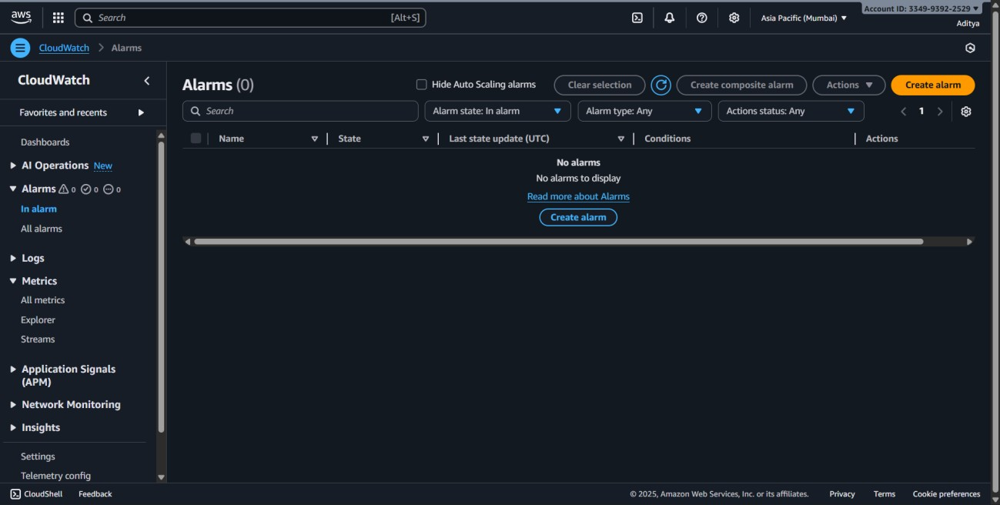 aws
Search [Alt+S]
Asia Pacific (Mumbai)
Account ID: 3349-9392-2529
Aditya
CloudWatch > Alarms
CloudWatch
Favorites and recents
Dashboards
AI Operations New
Alarms 0 0 0
In alarm
All alarms
Logs
Metrics
All metrics
Explorer
Streams
Application Signals
(APM)
Network Monitoring
Insights
Settings
Telemetry config
Alarms (0)
Hide Auto Scaling alarms
Clear selection
Create composite alarm
Actions
Create alarm
Search
Alarm state: In alarm
Alarm type: Any
Actions status: Any
1
Name State Last state update (UTC) Conditions Actions
No alarms
No alarms to display
Read more about Alarms
Create alarm
CloudShell Feedback
© 2025, Amazon Web Services, Inc. or its affiliates. Privacy Terms Cookie preferences